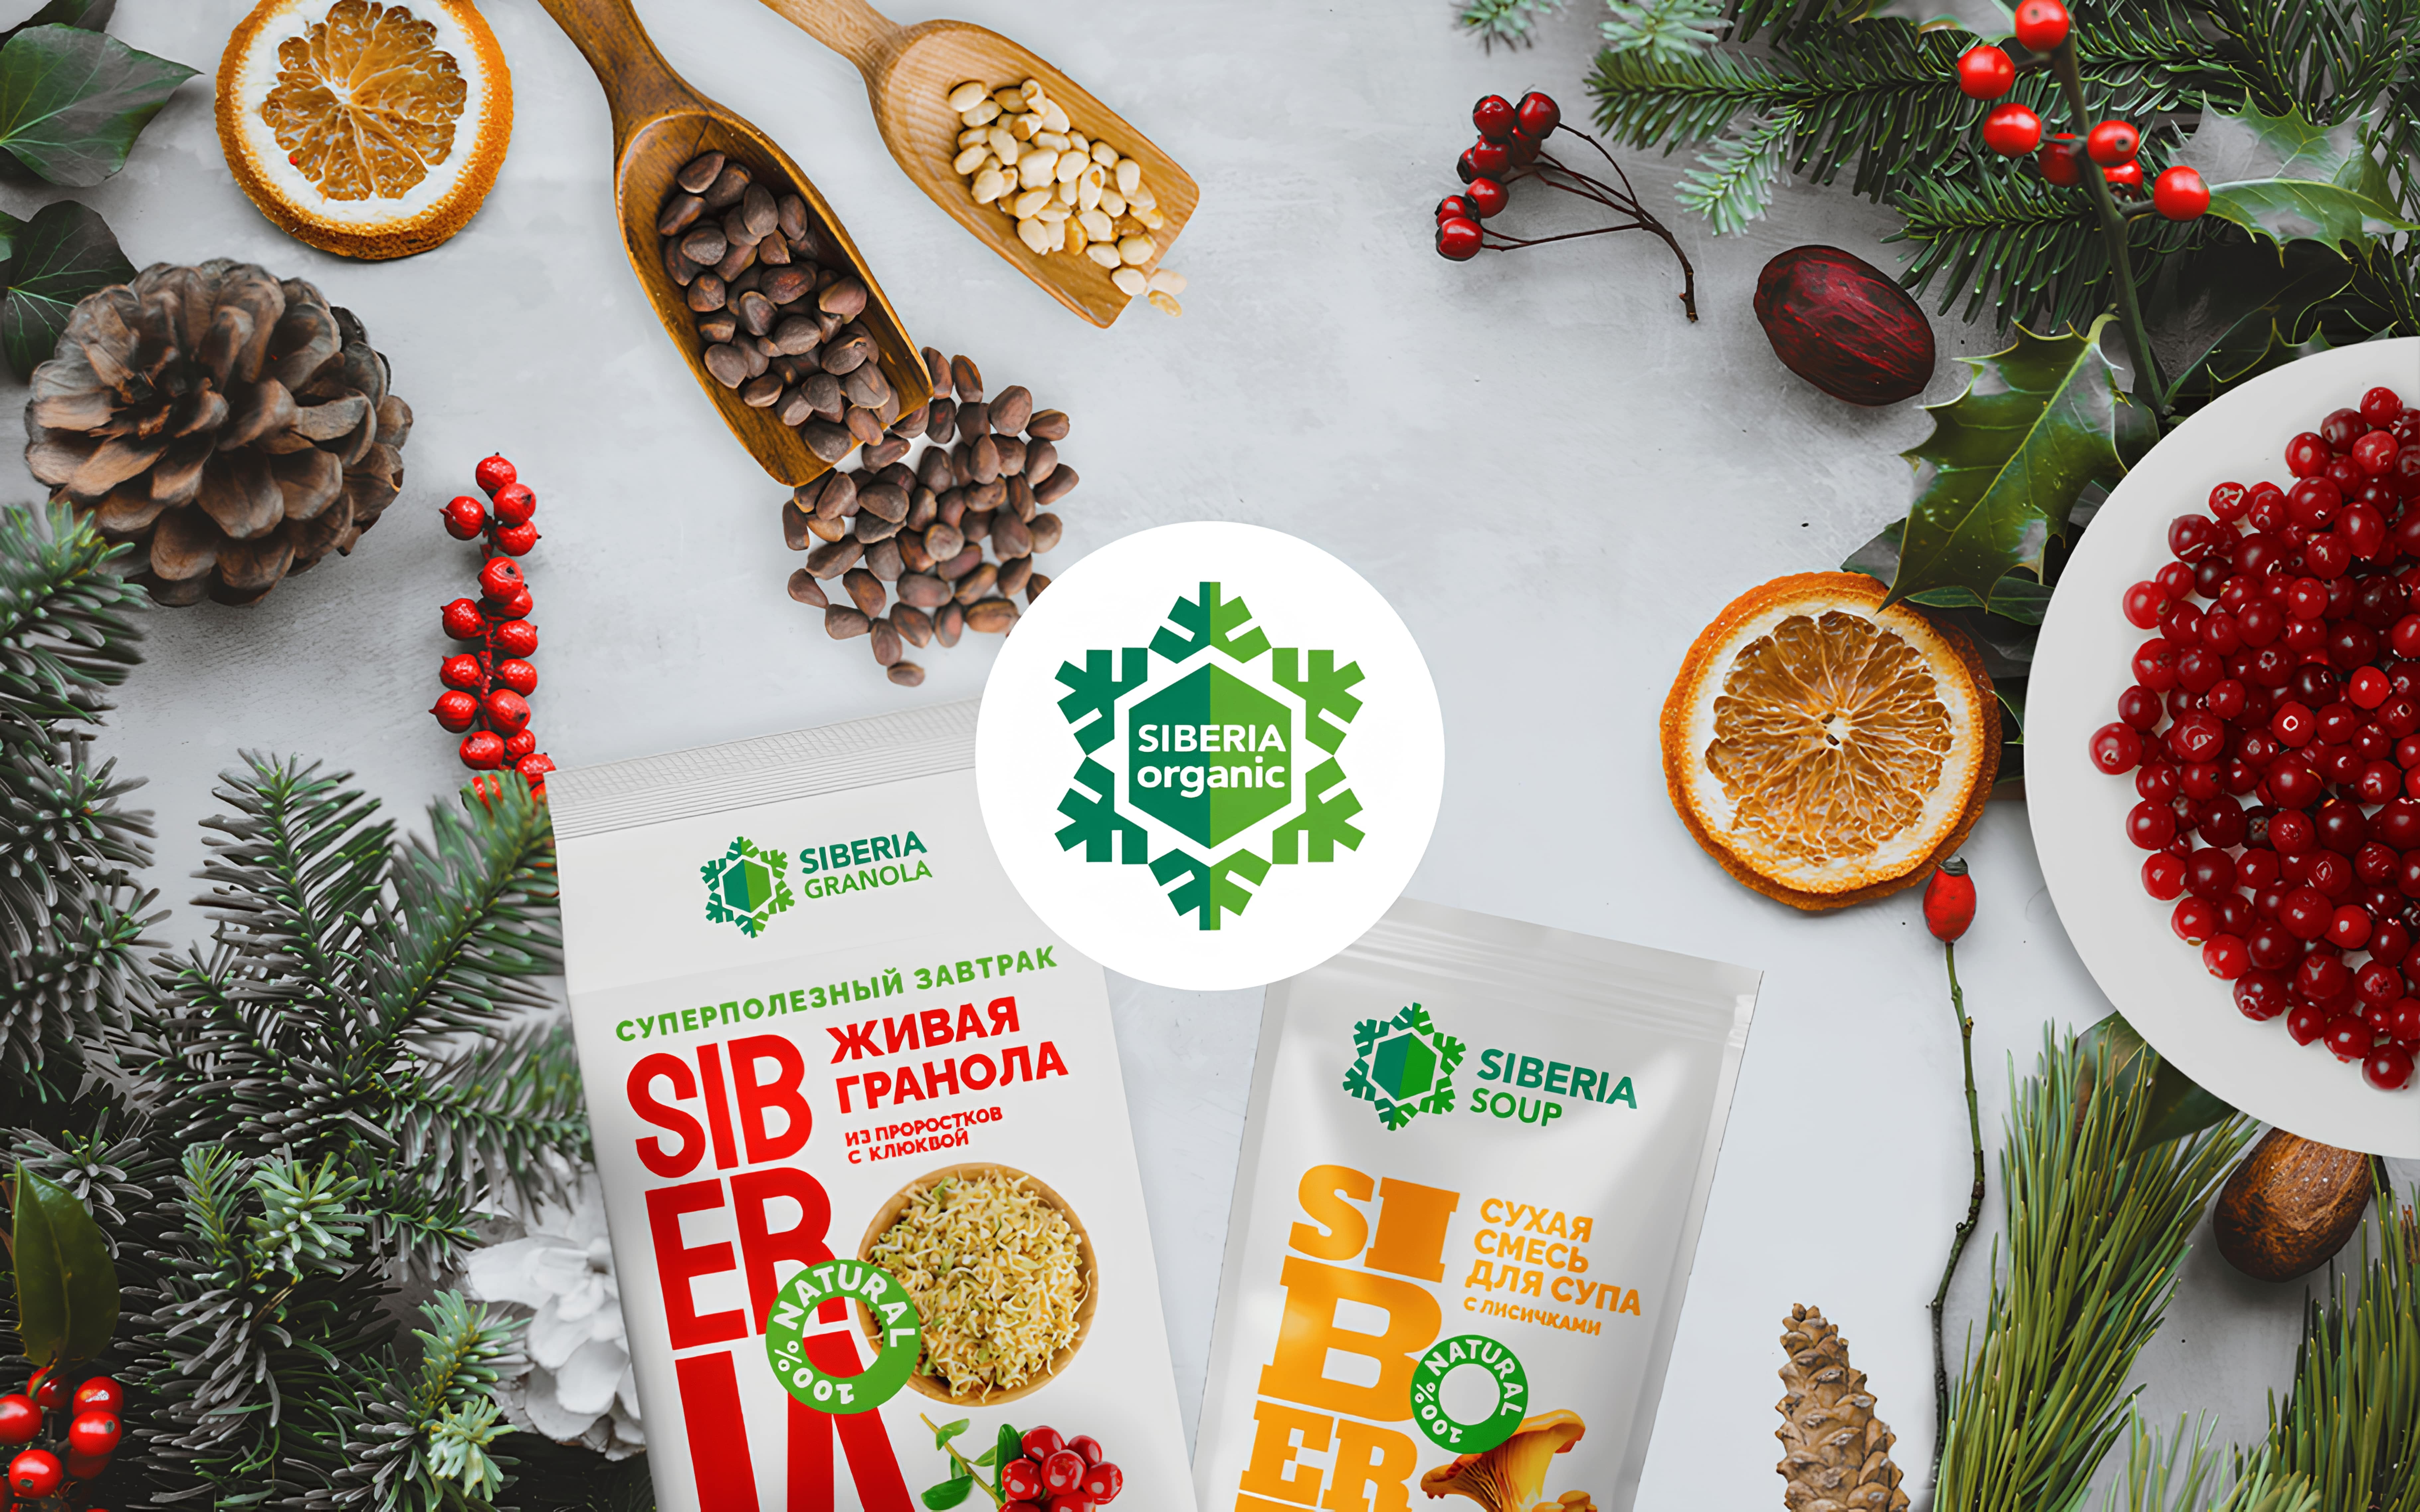 SIBERIA
organic
SIBERIA
GRANOLA
СУПЕРПОЛЕЗНЫЙ ЗАВТРАК
SIB
ER
IA
ЖИВАЯ
ГРАНОЛА
ИЗ ПРОРОСТКОВ
С КЛЮКВОЙ
100% NATURAL
SIBERIA
SOUP
SI
B
ER
СУХАЯ
СМЕСЬ
ДЛЯ СУПА
С ЛИСИЧКАМИ
100% NATURAL